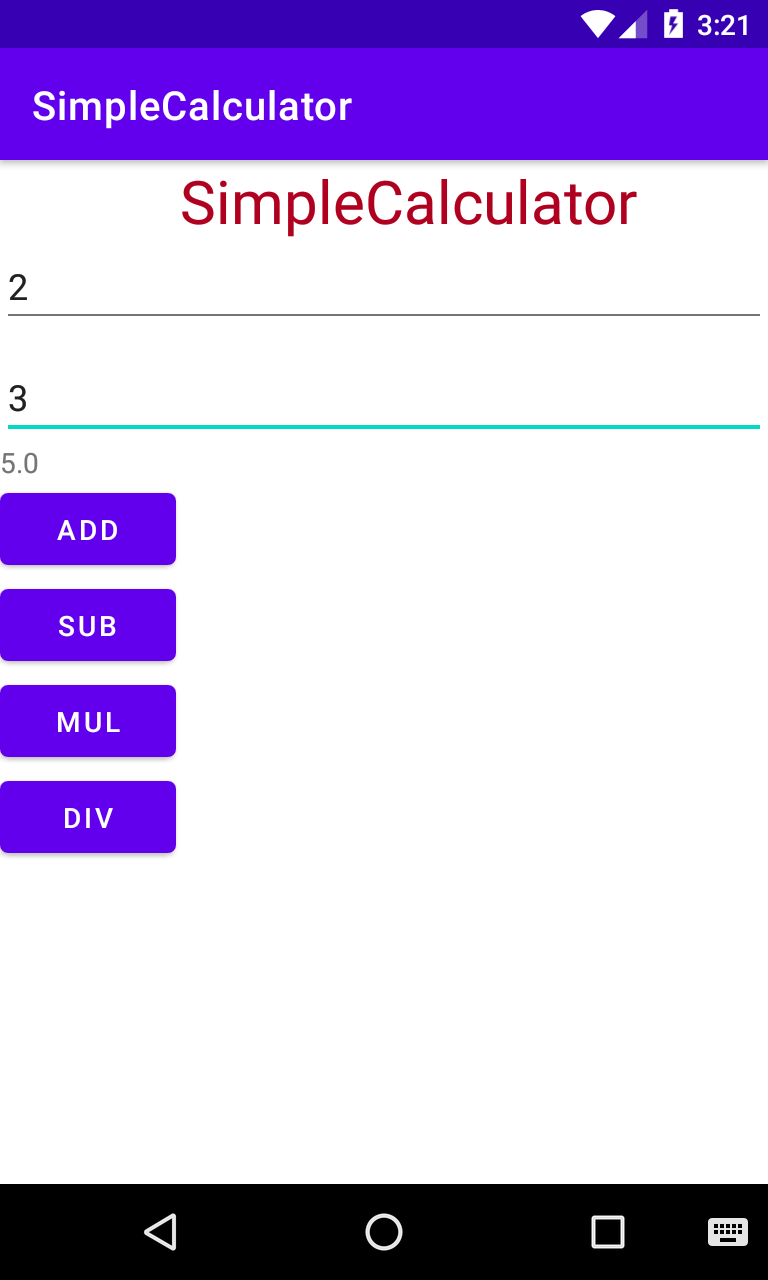 3:21
SimpleCalculator
SimpleCalculator
2
3
5.0
ADD
SUB
MUL
DIV